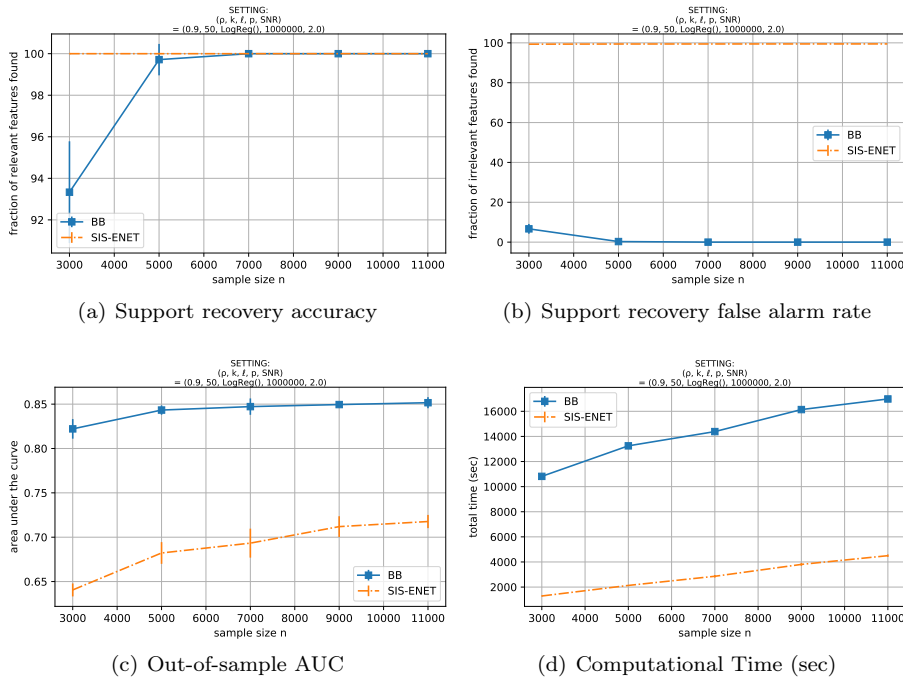 SETTING:
(ρ, k, ℓ, p, SNR)
= (0.9, 50, LogReg(), 1000000, 2.0)
100
98
96
94
92
fraction of relevant features found
BB
SIS-ENET
3000 4000 5000 6000 7000 8000 9000 10000 11000
sample size n
(a) Support recovery accuracy
SETTING:
(ρ, k, ℓ, p, SNR)
= (0.9, 50, LogReg(), 1000000, 2.0)
100
80
60
40
20
0
fraction of irrelevant features found
BB
SIS-ENET
3000 4000 5000 6000 7000 8000 9000 10000 11000
sample size n
(b) Support recovery false alarm rate
SETTING:
(ρ, k, ℓ, p, SNR)
= (0.9, 50, LogReg(), 1000000, 2.0)
0.85
0.80
0.75
0.70
0.65
area under the curve
BB
SIS-ENET
3000 4000 5000 6000 7000 8000 9000 10000 11000
sample size n
(c) Out-of-sample AUC
SETTING:
(ρ, k, ℓ, p, SNR)
= (0.9, 50, LogReg(), 1000000, 2.0)
BB
SIS-ENET
16000
14000
12000
10000
8000
6000
4000
2000
total time (sec)
3000 4000 5000 6000 7000 8000 9000 10000 11000
sample size n
(d) Computational Time (sec)